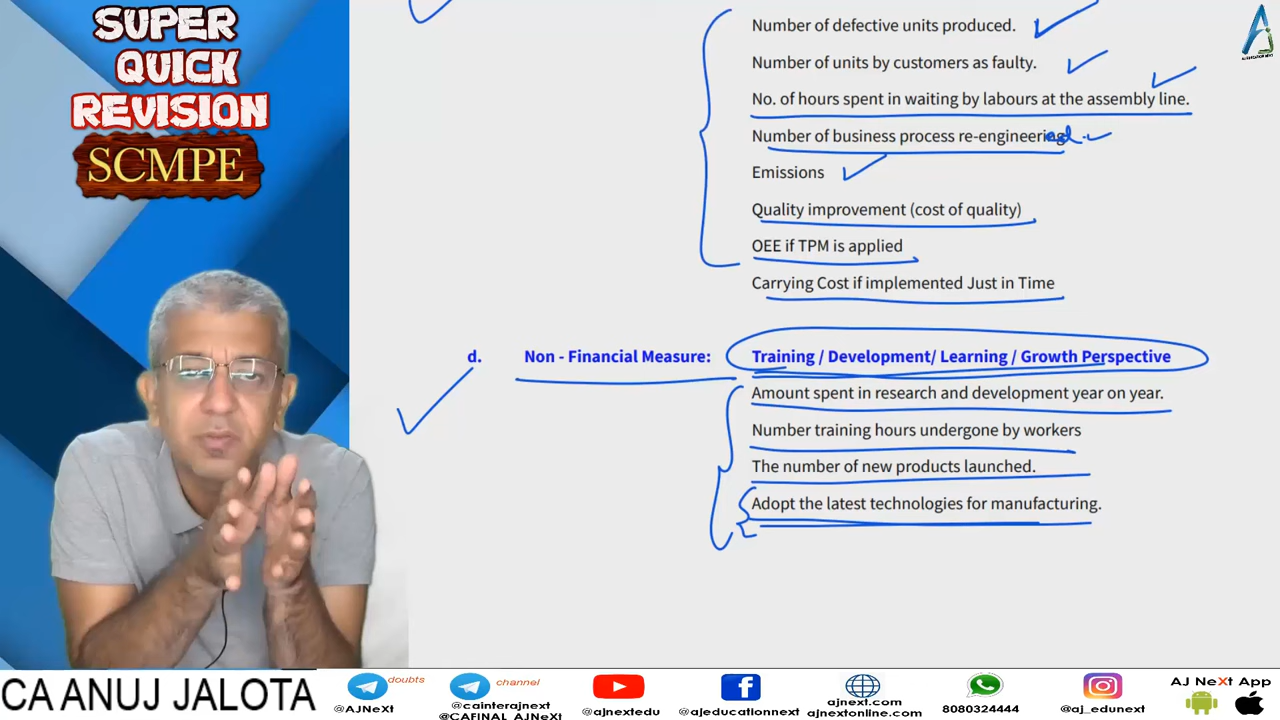 SUPER
QUICK
REVISION
SCMPE
Number of defective units produced.
Number of units by customers as faulty.
No. of hours spent in waiting by labours at the assembly line.
Number of business process re-engineering
Emissions
Quality improvement (cost of quality)
OEE if TPM is applied
Carrying Cost if implemented Just in Time
d. Non - Financial Measure: Training / Development/ Learning / Growth Perspective
Amount spent in research and development year on year.
Number training hours undergone by workers
The number of new products launched.
Adopt the latest technologies for manufacturing.
CA ANUJ JALOTA
doubts
@AJNeXt
channel
@cainterajnext
@CAFINAL_AJNeXt
@ajnextedu
@ajeducationnext
ajnext.com
ajnextonline.com
8080324444
@aj_edunext
AJ NeXt App